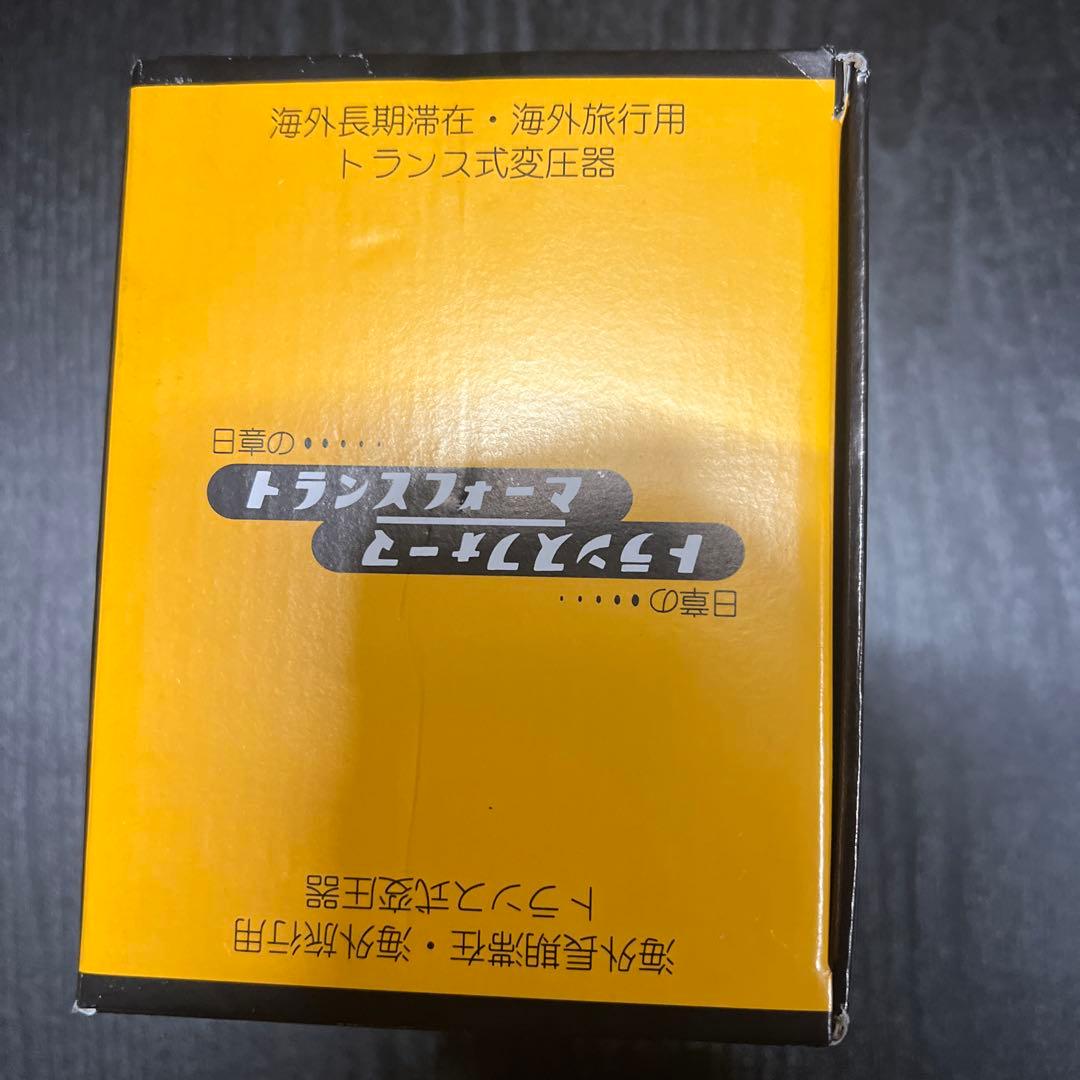 海外長期滞在・海外旅行用
トランス式変圧器
日章の・・・・・
トランスフォーマ
トランスフォーマ
日章の・・・・・
トランス式変圧器
海外長期滞在・海外旅行用